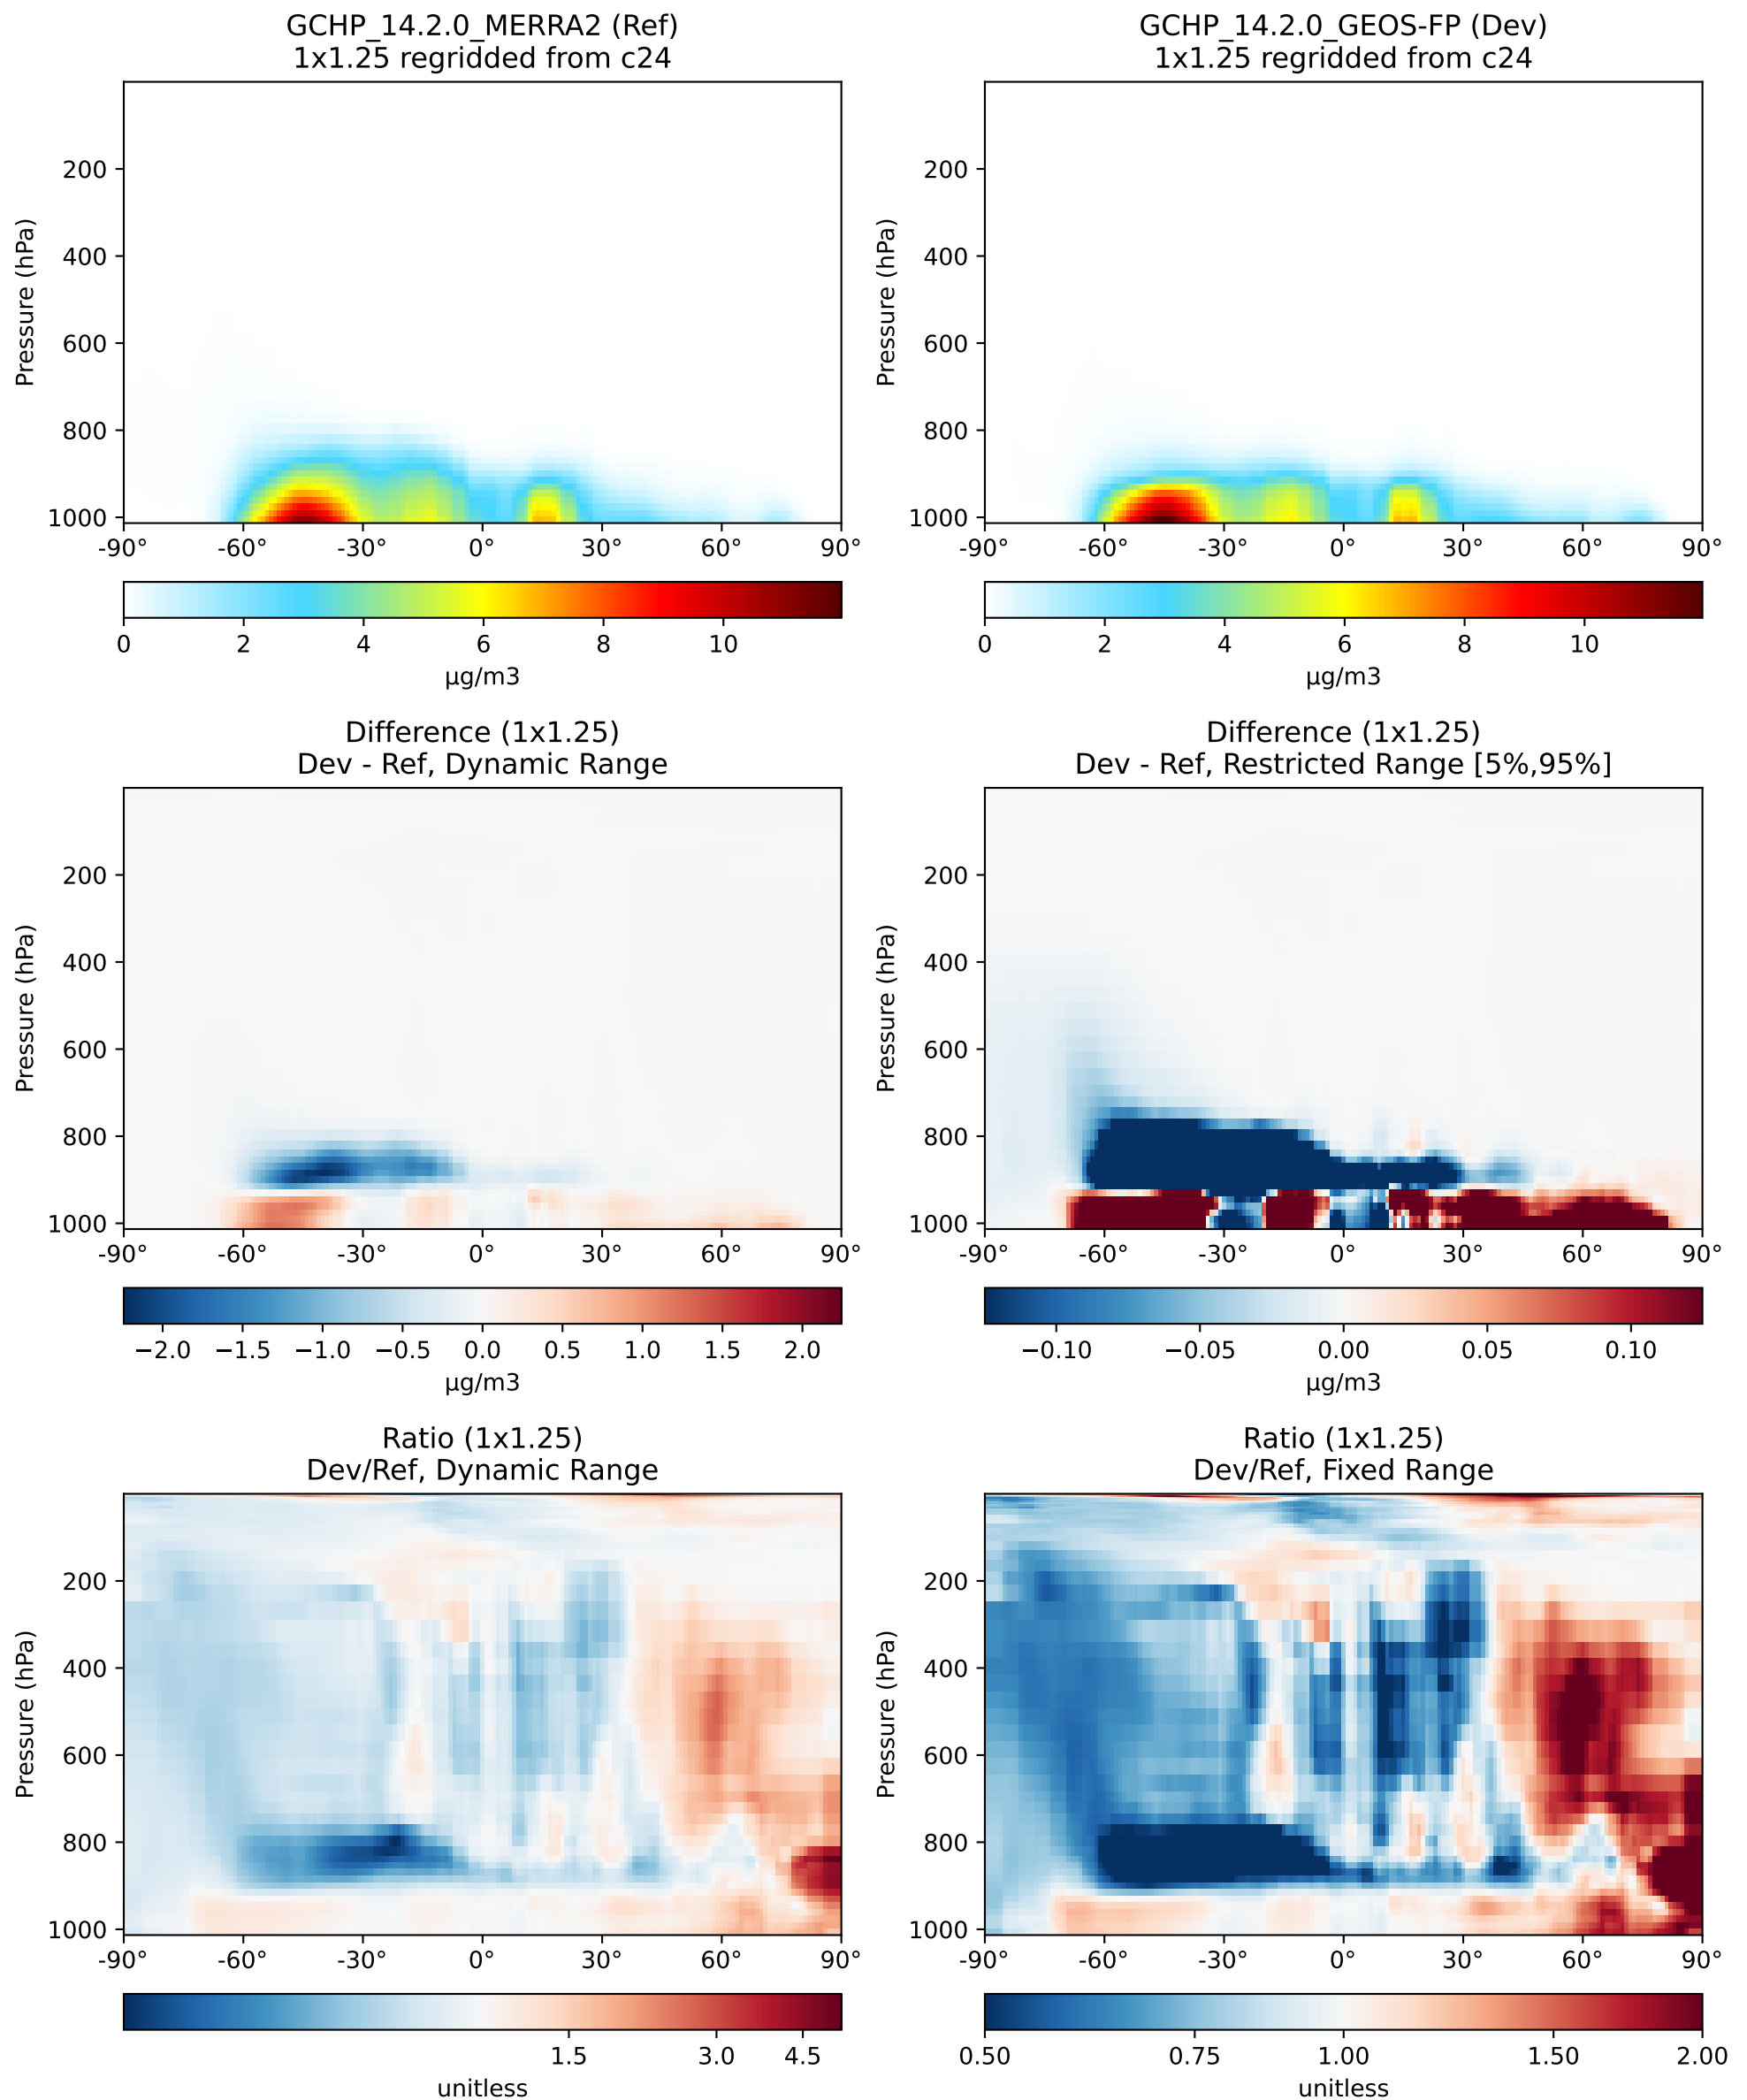 GCHP_14.2.0_MERRA2 (Ref)
1x1.25 regridded from c24
Pressure (hPa)
200
400
600
800
1000
-90° -60° -30° 0° 30° 60° 90°
0 2 4 6 8 10
μg/m3
GCHP_14.2.0_GEOS-FP (Dev)
1x1.25 regridded from c24
Pressure (hPa)
200
400
600
800
1000
-90° -60° -30° 0° 30° 60° 90°
0 2 4 6 8 10
μg/m3
Difference (1x1.25)
Dev - Ref, Dynamic Range
Pressure (hPa)
200
400
600
800
1000
-90° -60° -30° 0° 30° 60° 90°
−2.0 −1.5 −1.0 −0.5 0.0 0.5 1.0 1.5 2.0
μg/m3
Difference (1x1.25)
Dev - Ref, Restricted Range [5%,95%]
Pressure (hPa)
200
400
600
800
1000
-90° -60° -30° 0° 30° 60° 90°
−0.10 −0.05 0.00 0.05 0.10
μg/m3
Ratio (1x1.25)
Dev/Ref, Dynamic Range
Pressure (hPa)
200
400
600
800
1000
-90° -60° -30° 0° 30° 60° 90°
1.5 3.0 4.5
unitless
Ratio (1x1.25)
Dev/Ref, Fixed Range
Pressure (hPa)
200
400
600
800
1000
-90° -60° -30° 0° 30° 60° 90°
0.50 0.75 1.00 1.50 2.00
unitless